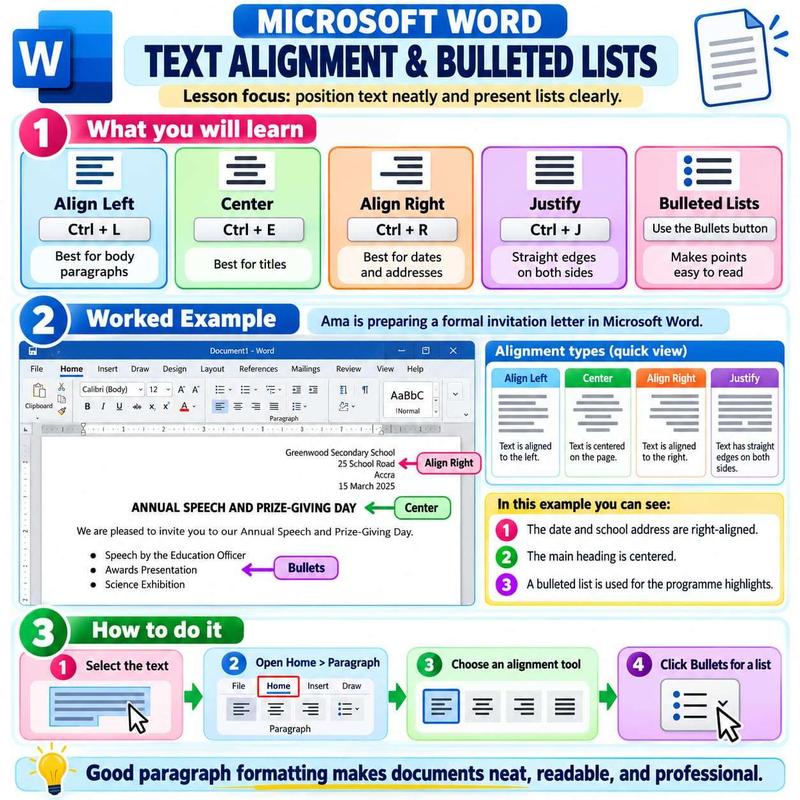 W
MICROSOFT WORD
TEXT ALIGNMENT & BULLETED LISTS
Lesson focus: position text neatly and present lists clearly.
1 What you will learn
Align Left
Ctrl + L
Best for body
paragraphs
Center
Ctrl + E
Best for titles
Align Right
Ctrl + R
Best for dates
and addresses
Justify
Ctrl + J
Straight edges
on both sides
Bulleted Lists
Use the Bullets button
Makes points
easy to read
2 Worked Example
Ama is preparing a formal invitation letter in Microsoft Word.
Document1 - Word
File Home Insert Draw Design Layout References Mailings Review View Help
Clipboard
Calibri (Body) 12 A A
B I U abc x x A
Paragraph
AaBbC
Normal
Greenwood Secondary School
25 School Road
Accra
15 March 2025
Align Right
ANNUAL SPEECH AND PRIZE-GIVING DAY
Center
We are pleased to invite you to our Annual Speech and Prize-Giving Day.
• Speech by the Education Officer
• Awards Presentation
• Science Exhibition
Bullets
Alignment types (quick view)
Align Left
Text is aligned
to the left.
Center
Text is centered
on the page.
Align Right
Text is aligned
to the right.
Justify
Text has straight
edges on both
sides.
In this example you can see:
1 The date and school address are right-aligned.
2 The main heading is centered.
3 A bulleted list is used for the programme highlights.
3 How to do it
1 Select the text
2 Open Home > Paragraph
File Home Insert Draw
Paragraph
3 Choose an alignment tool
4 Click Bullets for a list
Good paragraph formatting makes documents neat, readable, and professional.